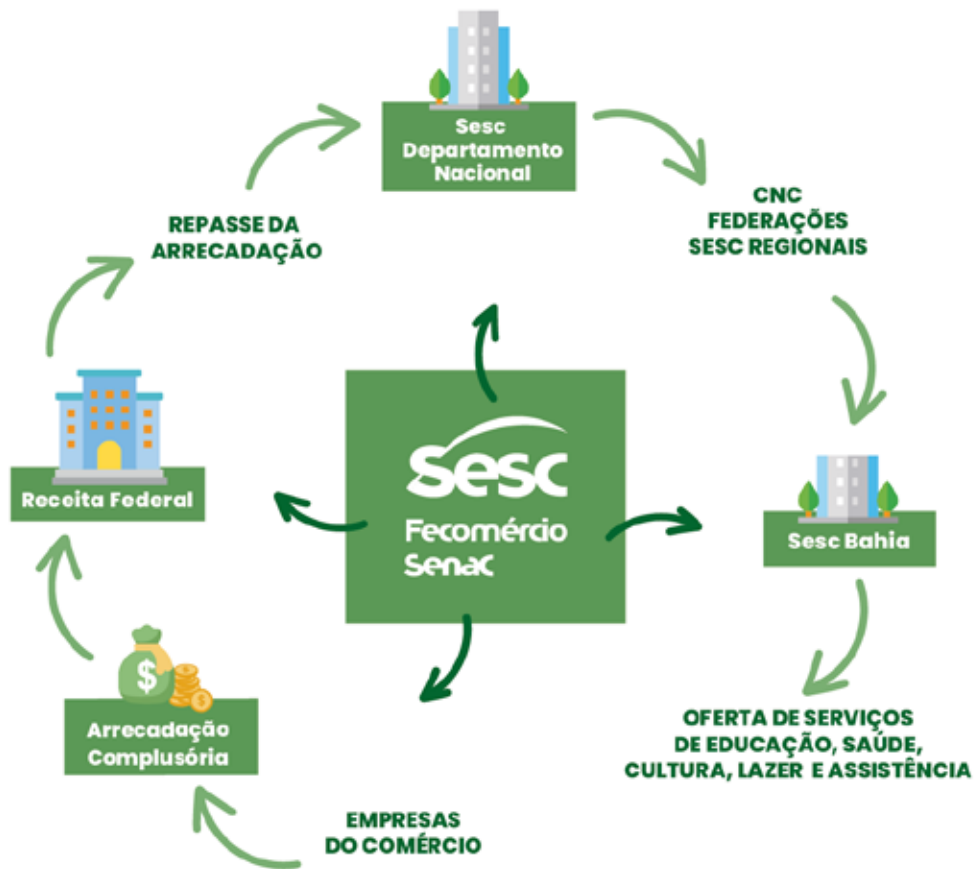 Sesc
Departamento
Nacional
CNC
FEDERAÇÕES
SESC REGIONAIS
REPASSE DA
ARRECADAÇÃO
Sesc
Fecomércio
Senac
Receita Federal
Sesc Bahia
$
Arrecadação
Complusória
OFERTA DE SERVIÇOS
DE EDUCAÇÃO, SAÚDE,
CULTURA, LAZER E ASSISTÊNCIA
EMPRESAS
DO COMÉRCIO